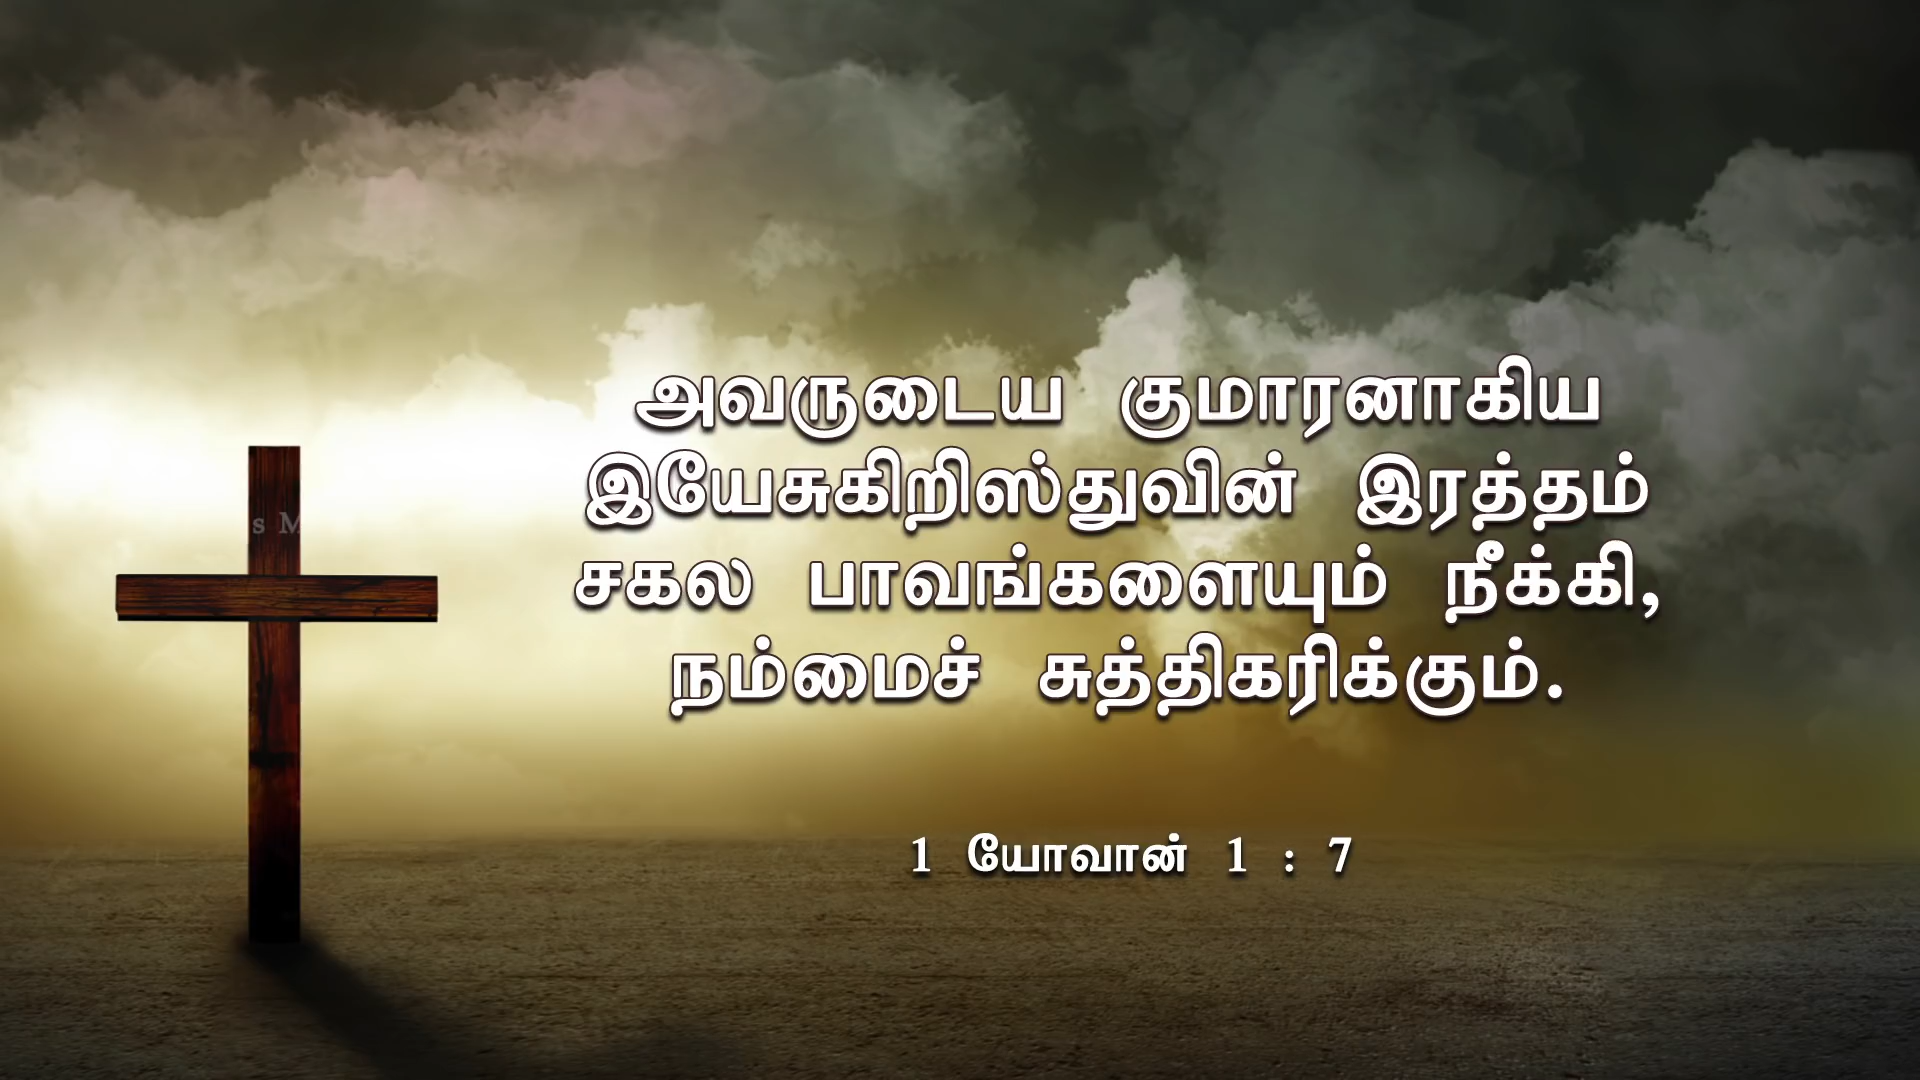 s M
அவருடைய குமாரனாகிய
இயேசுகிறிஸ்துவின் இரத்தம்
சகல பாவங்களையும் நீக்கி,
நம்மைச் சுத்திகரிக்கும்.
1 யோவான் 1 : 7